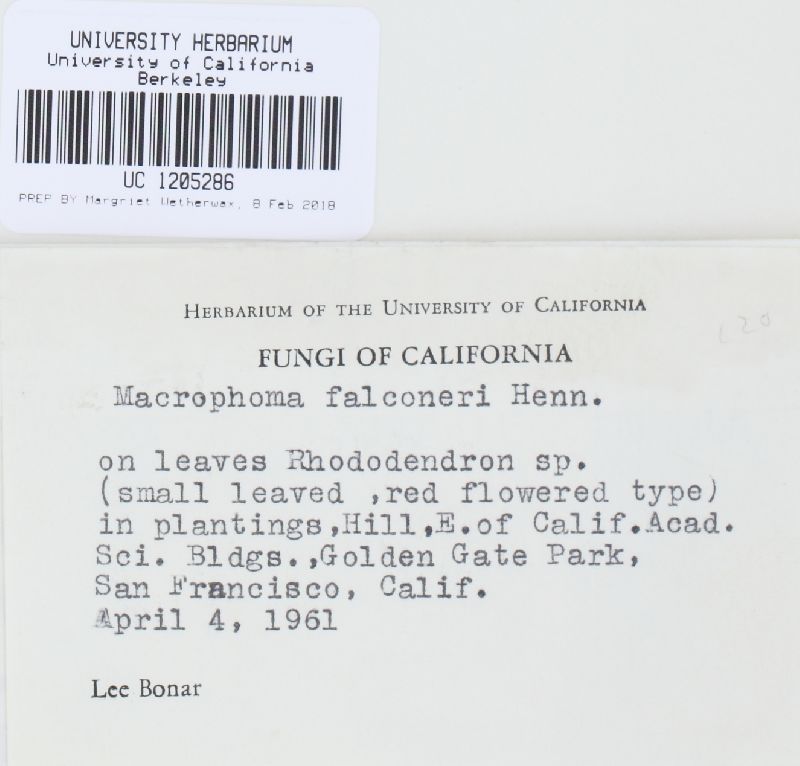 UNIVERSITY HERBARIUM
University of California
Berkeley
UC 1205286
PREP BY Margriet Wetherwax, 8 Feb 2018
HERBARIUM OF THE UNIVERSITY OF CALIFORNIA
FUNGI OF CALIFORNIA
Macrophoma falconeri Henn.
on leaves Rhododendron sp.
(small leaved ,red flowered type)
in plantings,Hill,E.of Calif.Acad.
Sci. Bldgs.,Golden Gate Park,
San Francisco, Calif.
April 4, 1961
Lee Bonar